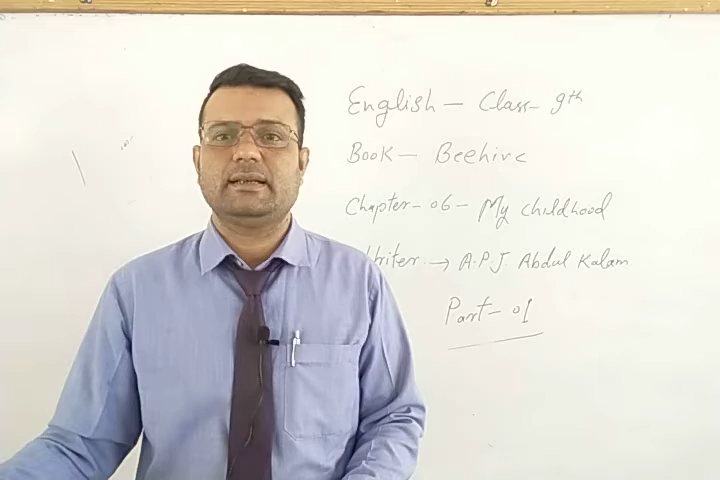 English - Class- 9th
Book - Beehive
Chapter- 06 - My childhood
Writer → A.P.J. Abdul Kalam
Part- 01